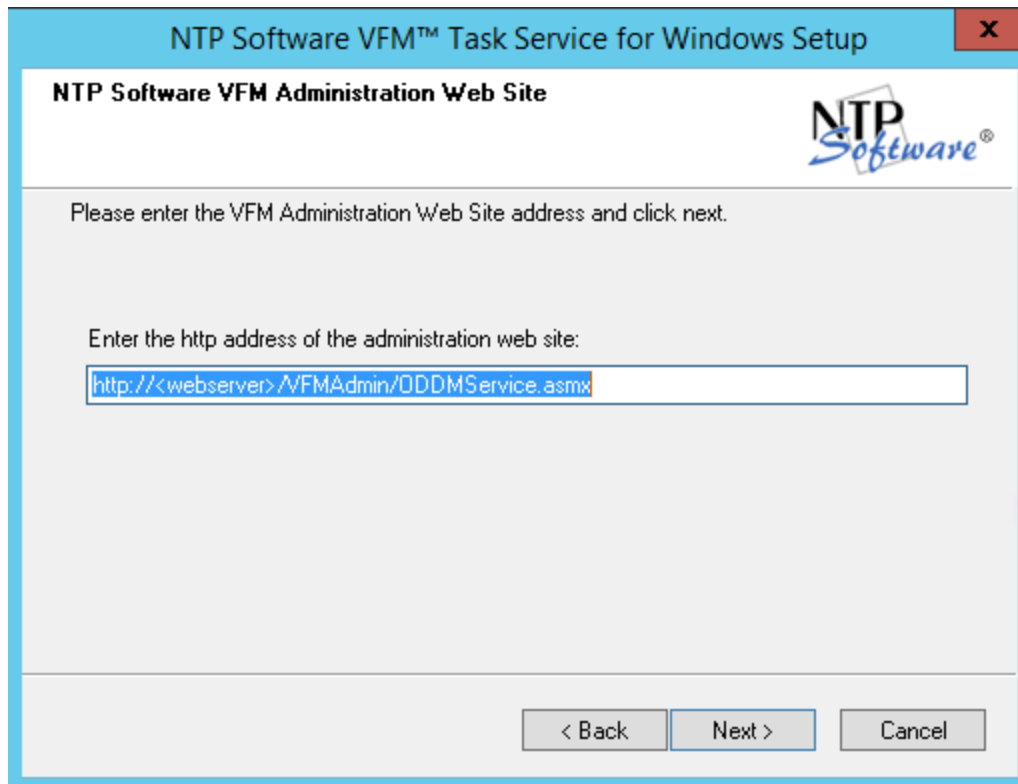 NTP Software VFM™ Task Service for Windows Setup
x
NTP Software VFM Administration Web Site
NTP
Software®
Please enter the VFM Administration Web Site address and click next.
Enter the http address of the administration web site:
http://<webserver>/VFMAdmin/ODDMService.asmx
< Back
Next >
Cancel